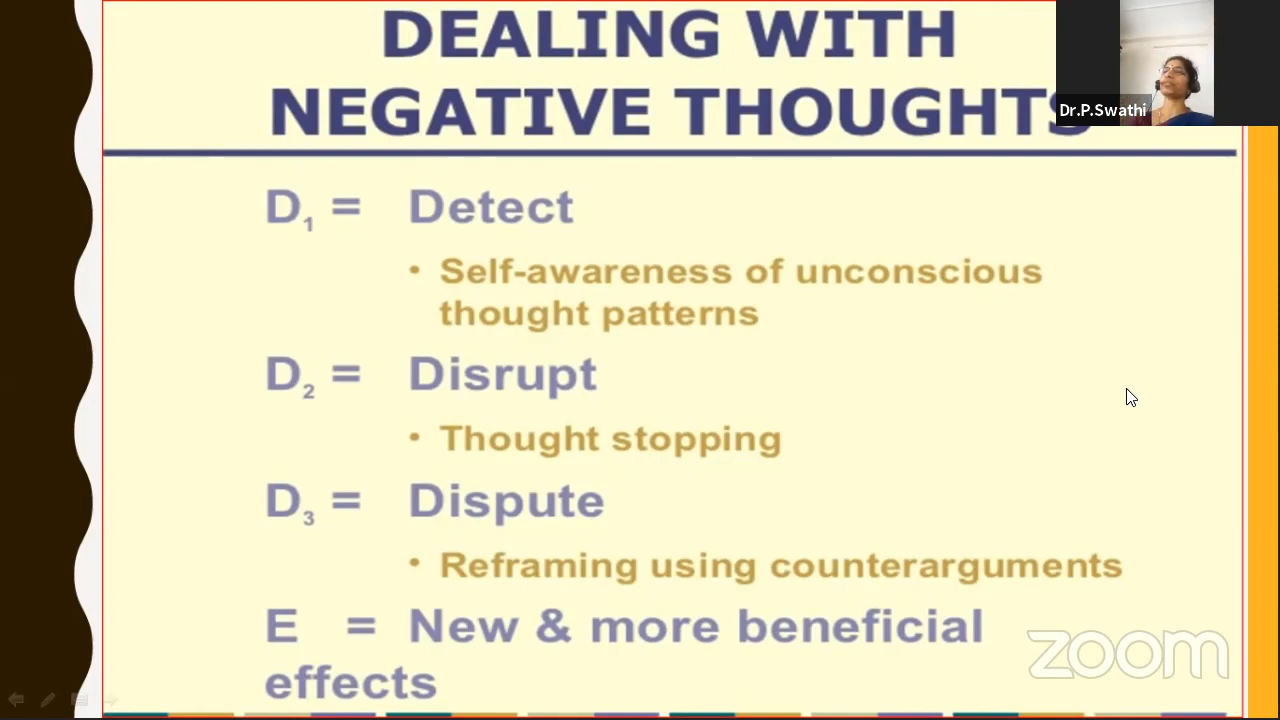 DEALING WITH
NEGATIVE THOUGHTS
Dr.P.Swathi
D₁ = Detect
• Self-awareness of unconscious
thought patterns
D₂ = Disrupt
• Thought stopping
D₃ = Dispute
• Reframing using counterarguments
E = New & more beneficial
effects
zoom